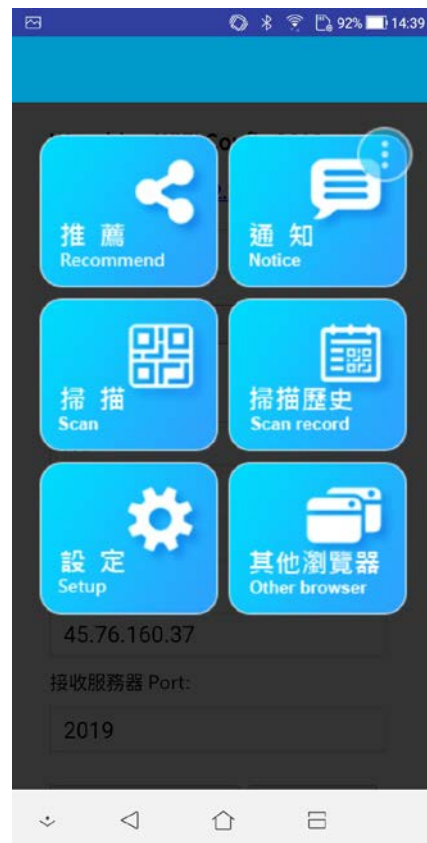 92% 14:39
推 薦
Recommend
通 知
Notice
掃 描
Scan
掃描歷史
Scan record
設 定
Setup
其他瀏覽器
Other browser
45.76.160.37
接收服務器 Port:
2019